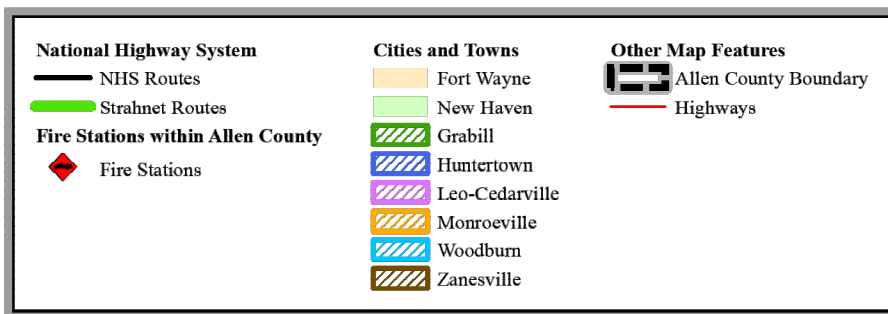 National Highway System
NHS Routes
Strahnet Routes
Fire Stations within Allen County
Fire Stations
Cities and Towns
Fort Wayne
New Haven
Grabill
Huntertown
Leo-Cedarville
Monroeville
Woodburn
Zanesville
Other Map Features
Allen County Boundary
Highways